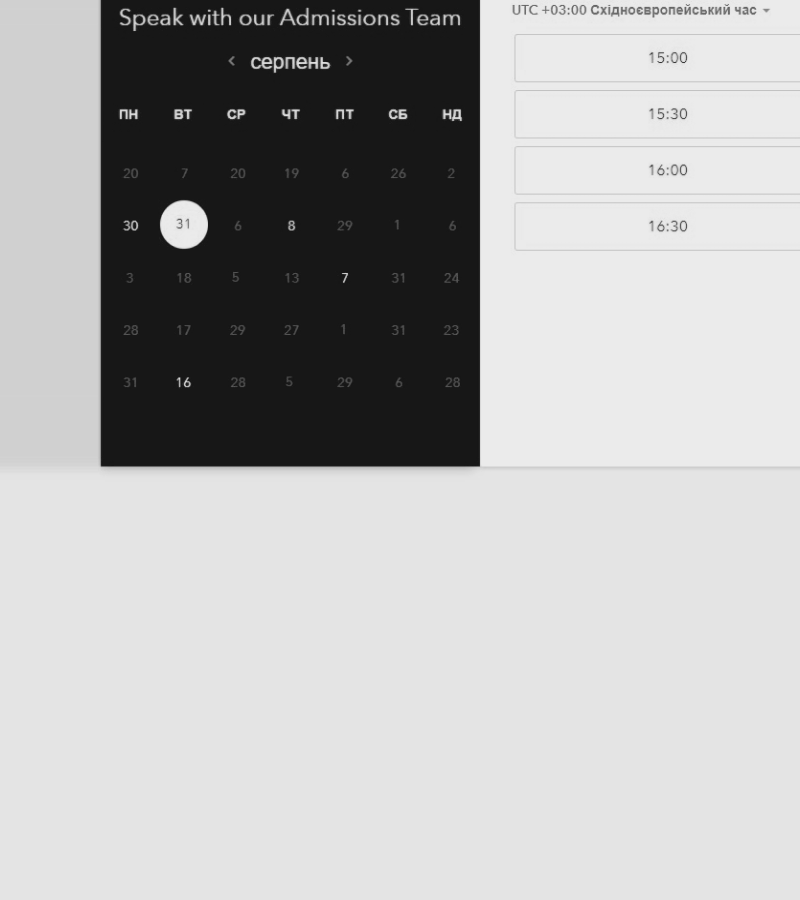 Speak with our Admissions Team
серпень
ПН ВТ СР ЧТ ПТ СБ НД
20 7 20 19 6 26 2
30 31 6 8 29 1 6
3 18 5 13 7 31 24
28 17 29 27 1 31 23
31 16 28 5 29 6 28
UTC +03:00 Східноєвропейський час
15:00
15:30
16:00
16:30